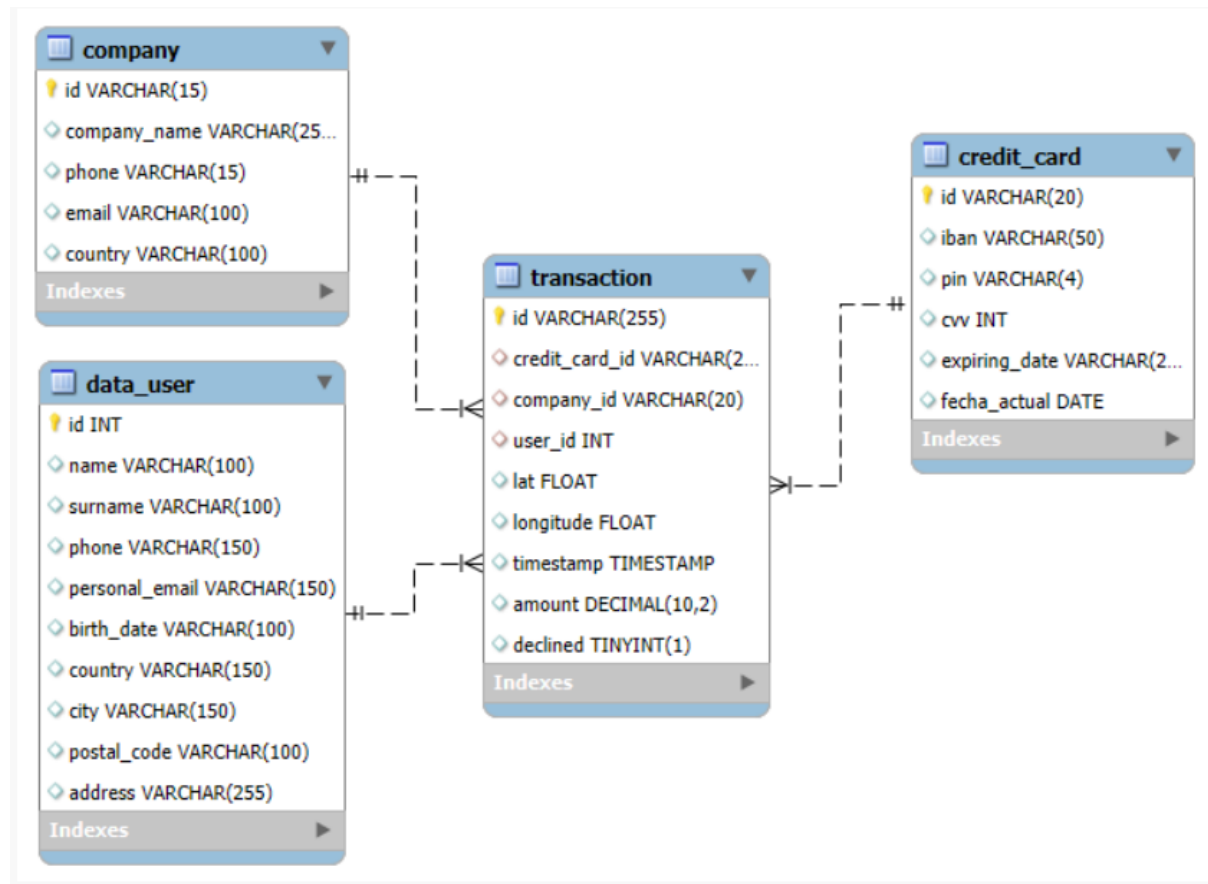 company
id VARCHAR(15)
company_name VARCHAR(25...
phone VARCHAR(15)
email VARCHAR(100)
country VARCHAR(100)
Indexes
data_user
id INT
name VARCHAR(100)
surname VARCHAR(100)
phone VARCHAR(150)
personal_email VARCHAR(150)
birth_date VARCHAR(100)
country VARCHAR(150)
city VARCHAR(150)
postal_code VARCHAR(100)
address VARCHAR(255)
Indexes
transaction
id VARCHAR(255)
credit_card_id VARCHAR(2...
company_id VARCHAR(20)
user_id INT
lat FLOAT
longitude FLOAT
timestamp TIMESTAMP
amount DECIMAL(10,2)
declined TINYINT(1)
Indexes
credit_card
id VARCHAR(20)
iban VARCHAR(50)
pin VARCHAR(4)
cvv INT
expiring_date VARCHAR(2...
fecha_actual DATE
Indexes